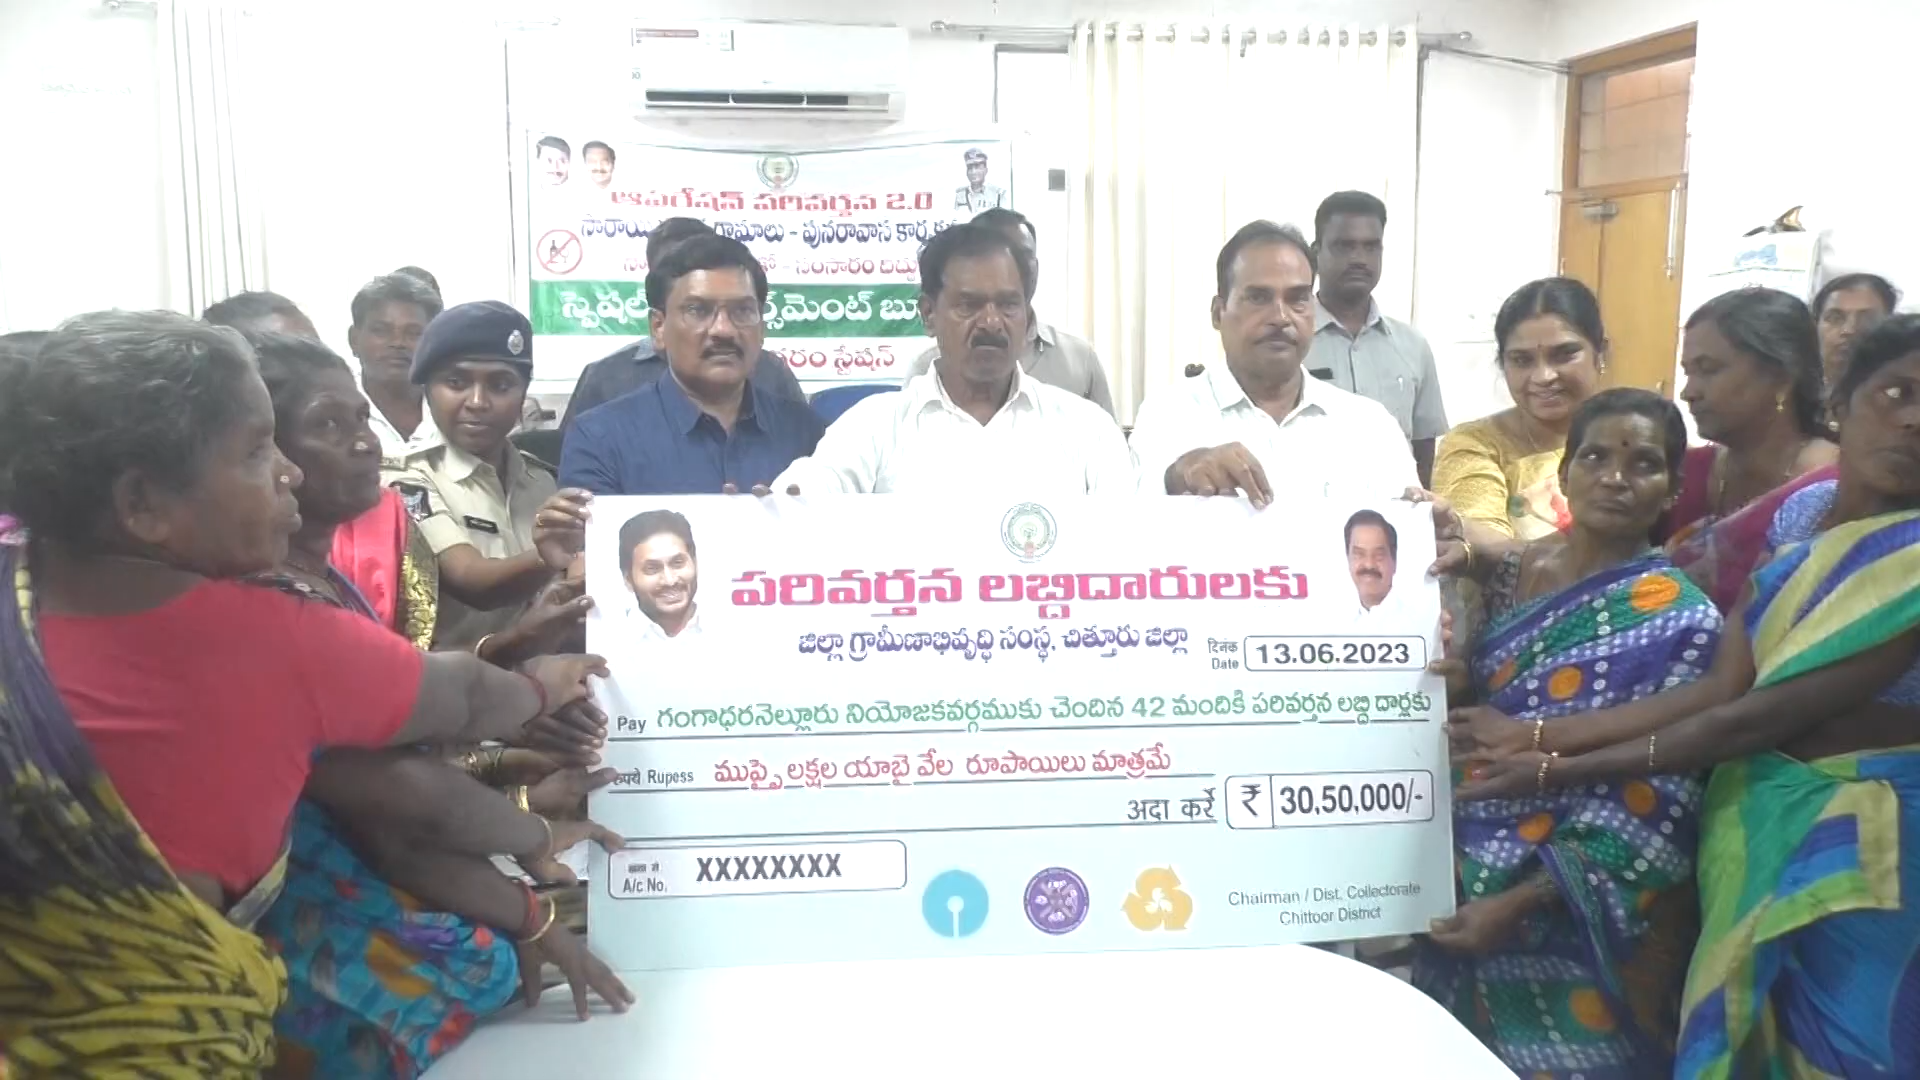 ఆపరేషన్ పరివర్తన 2.0
గ్రామాలు - పునరావాస
- సంసారం దిద్దు
స్పెషల్
స్టేషన్
పరివర్తన లబ్ధిదారులకు
జిల్లా గ్రామీణాభివృద్ధి సంస్థ, చిత్తూరు జిల్లా
दिनंक
Date 13.06.2023
Pay గంగాధరనెల్లూరు నియోజకవర్గముకు చెందిన 42 మందికి పరివర్తన లబ్ది దార్లకు
रुपये Rupess ముప్పై లక్షల యాబై వేల రూపాయిలు మాత్రమే
अदा करें ₹ 30,50,000/-
A/c No. XXXXXXXX
Chairman / Dist. Collectorate
Chittoor District